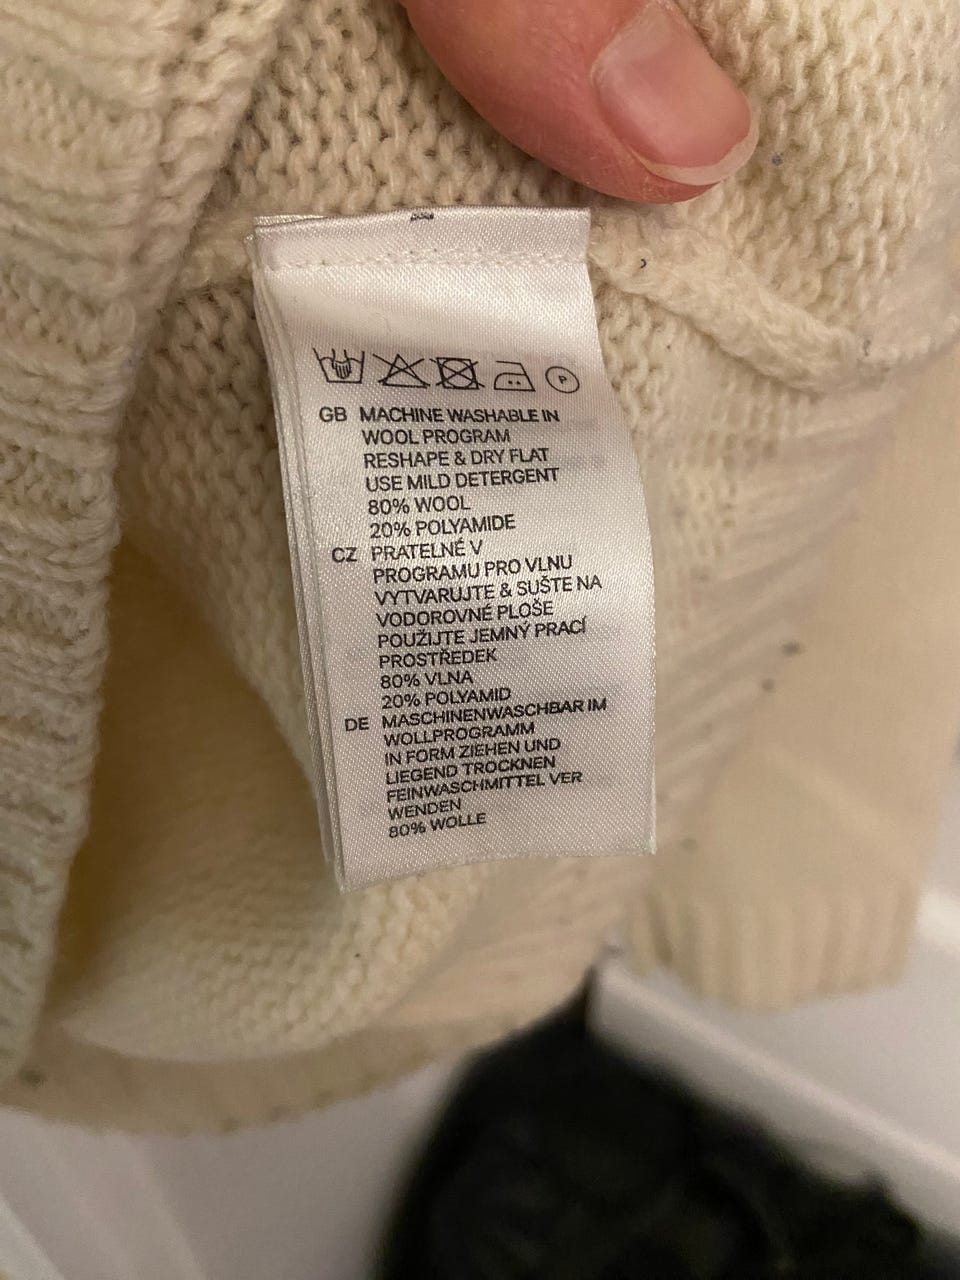 P
GB MACHINE WASHABLE IN
WOOL PROGRAM
RESHAPE & DRY FLAT
USE MILD DETERGENT
80% WOOL
20% POLYAMIDE
CZ PRATELNÉ V
PROGRAMU PRO VLNU
VYTVARUJTE & SUŠTE NA
VODOROVNÉ PLOŠE
POUŽIJTE JEMNÝ PRACÍ
PROSTŘEDEK
80% VLNA
20% POLYAMID
DE MASCHINENWASCHBAR IM
WOLLPROGRAMM
IN FORM ZIEHEN UND
LIEGEND TROCKNEN
FEINWASCHMITTEL VER
WENDEN
80% WOLLE